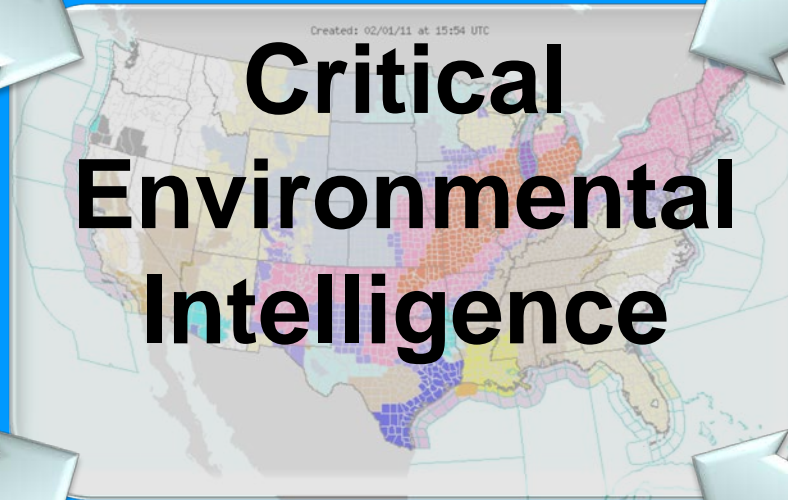 Created: 02/01/11 at 15:54 UTC
Critical
Environmental
Intelligence